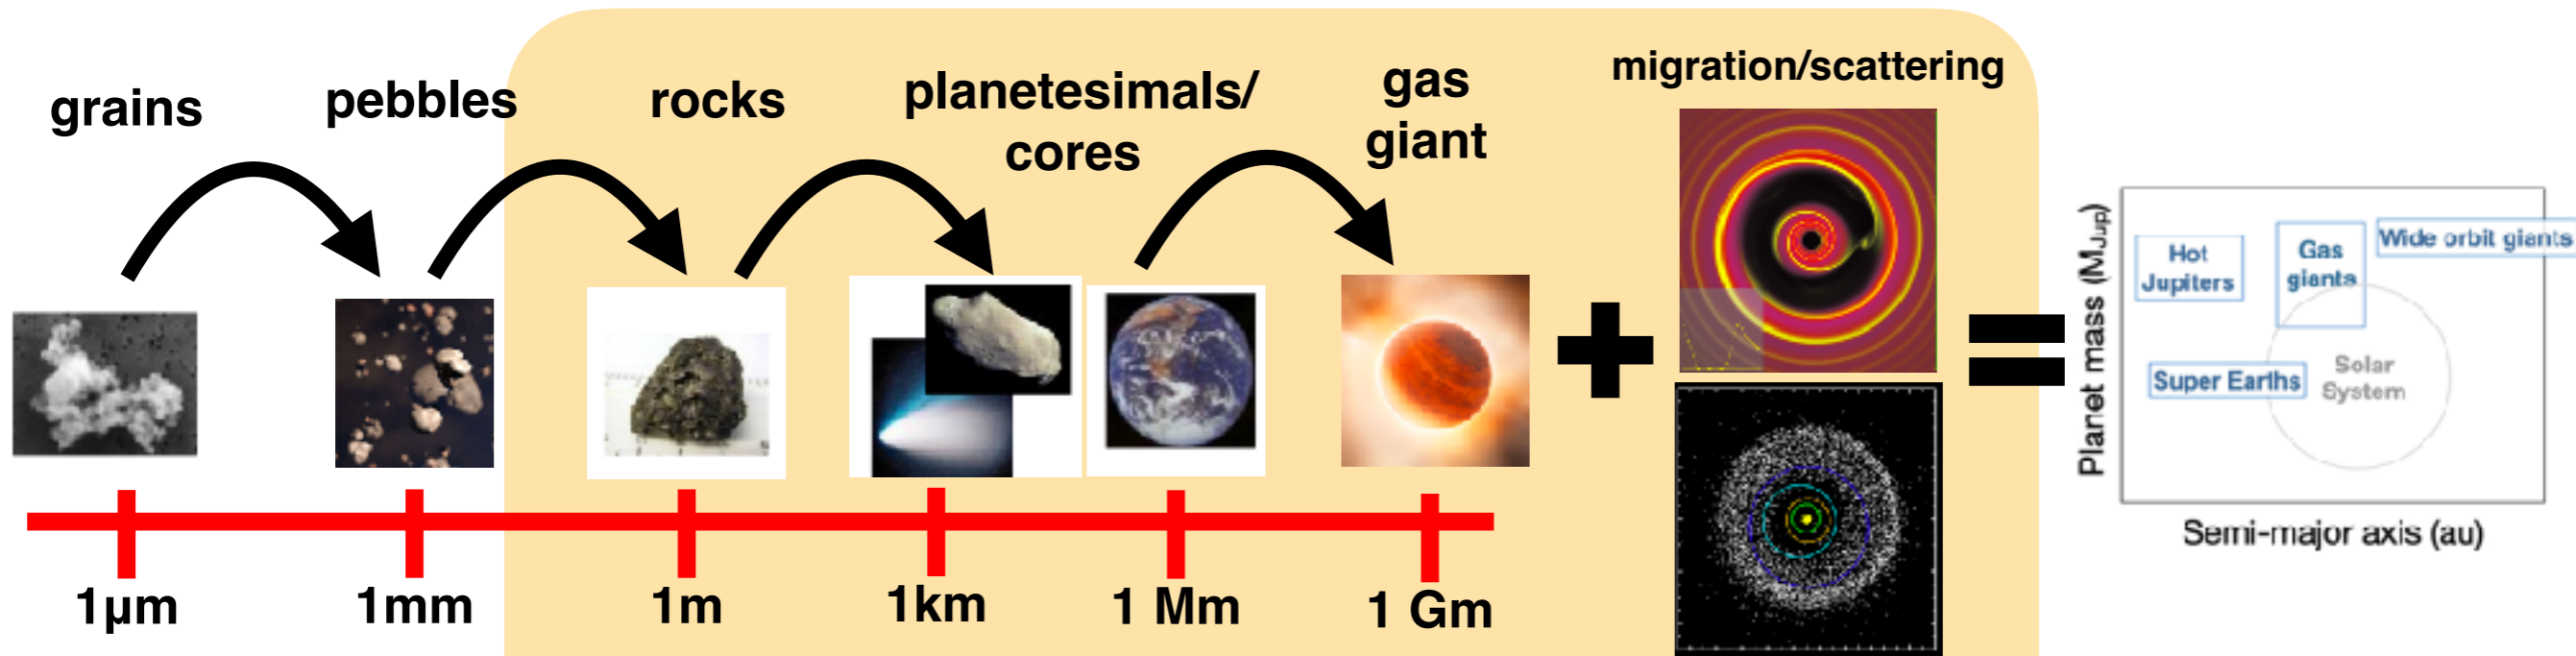 grains
pebbles
rocks
planetesimals/
cores
gas
giant
migration/scattering
1µm
1mm
1m
1km
1 Mm
1 Gm
Planet mass (MJup)
Hot
Jupiters
Gas
giants
Wide orbit giants
Super Earths
Solar
System
Semi-major axis (au)